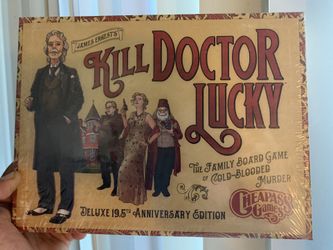 JAMES ERNEST'S
KILL DOCTOR
LUCKY
THE FAMILY BOARD GAME
OF COLD-BLOODED
MURDER
CHEAPASS
GAMES
DELUXE 19.5TH ANNIVERSARY EDITION